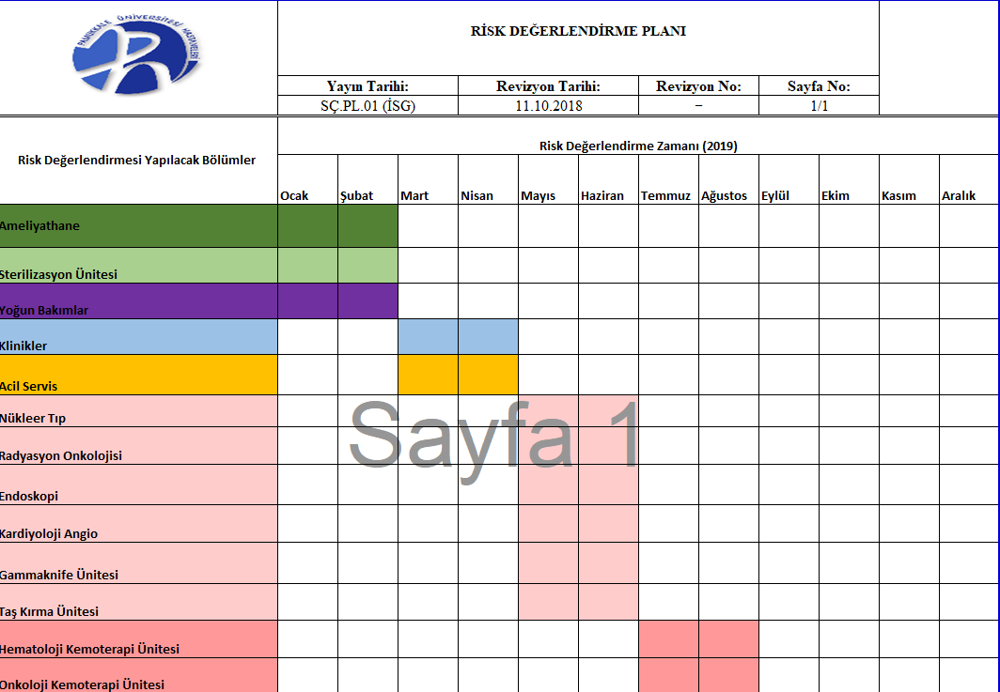 PAMUKKALE ÜNİVERSİTESİ HASTANELERİ
RİSK DEĞERLENDİRME PLANI
Yayın Tarihi: Revizyon Tarihi: Revizyon No: Sayfa No:
SÇ.PL.01 (İSG) 11.10.2018 – 1/1
Risk Değerlendirmesi Yapılacak Bölümler
Risk Değerlendirme Zamanı (2019)
Ocak Şubat Mart Nisan Mayıs Haziran Temmuz Ağustos Eylül Ekim Kasım Aralık
Ameliyathane
Sterilizasyon Ünitesi
Yoğun Bakımlar
Klinikler
Acil Servis
Nükleer Tıp
Sayfa 1
Radyasyon Onkolojisi
Endoskopi
Kardiyoloji Angio
Gammaknife Ünitesi
Taş Kırma Ünitesi
Hematoloji Kemoterapi Ünitesi
Onkoloji Kemoterapi Ünitesi